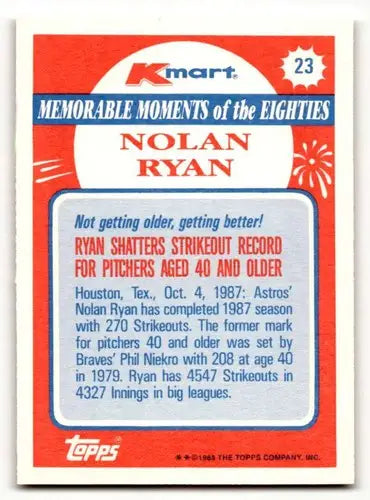 Kmart®
23
MEMORABLE MOMENTS of the EIGHTIES
NOLAN
RYAN
Not getting older, getting better!
RYAN SHATTERS STRIKEOUT RECORD
FOR PITCHERS AGED 40 AND OLDER
Houston, Tex., Oct. 4, 1987: Astros'
Nolan Ryan has completed 1987 season
with 270 Strikeouts. The former mark
for pitchers 40 and older was set by
Braves' Phil Niekro with 208 at age 40
in 1979. Ryan has 4547 Strikeouts in
4327 Innings in big leagues.
topps®
**©1988 THE TOPPS COMPANY, INC.